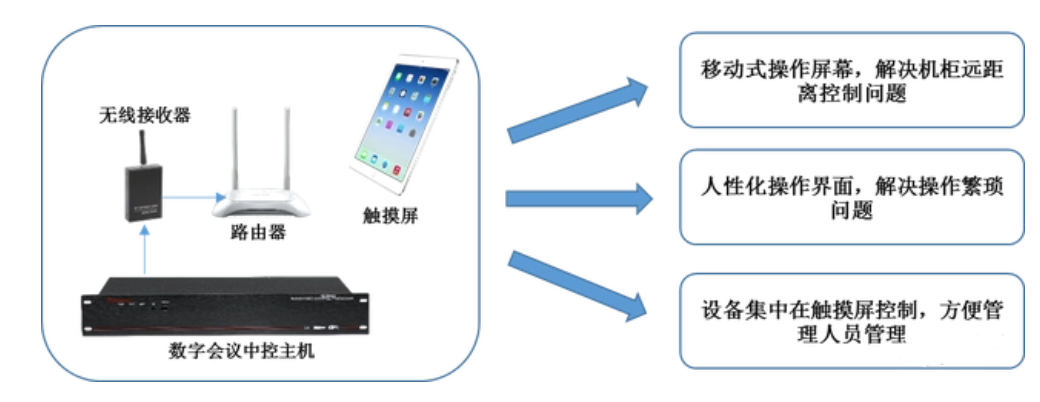 无线接收器
路由器
触摸屏
数字会议中控主机
移动式操作屏幕，解决机柜远距
离控制问题
人性化操作界面，解决操作繁琐
问题
设备集中在触摸屏控制，方便管
理人员管理